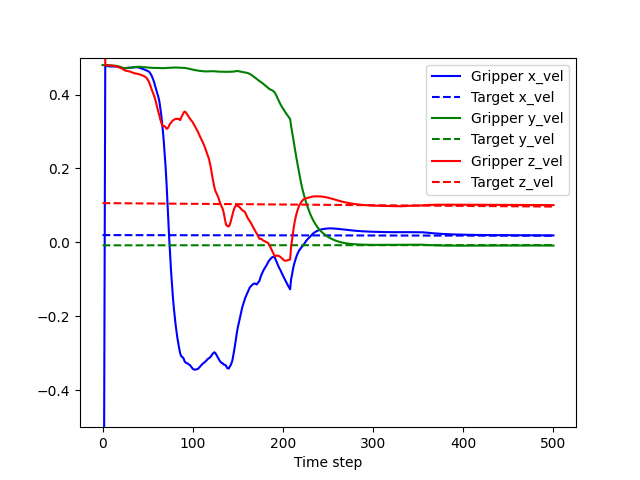 0.4
0.2
0.0
−0.2
−0.4
0
100
200
300
400
500
Time step
Gripper x_vel
Target x_vel
Gripper y_vel
Target y_vel
Gripper z_vel
Target z_vel